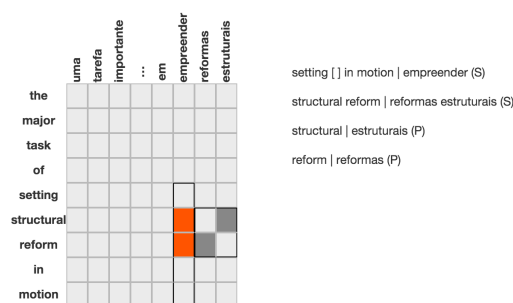 uma
tarefa
importante
...
em
empreender
reformas
estruturais
the
major
task
of
setting
structural
reform
in
motion
setting [ ] in motion | empreender (S)
structural reform | reformas estruturais (S)
structural | estruturais (P)
reform | reformas (P)